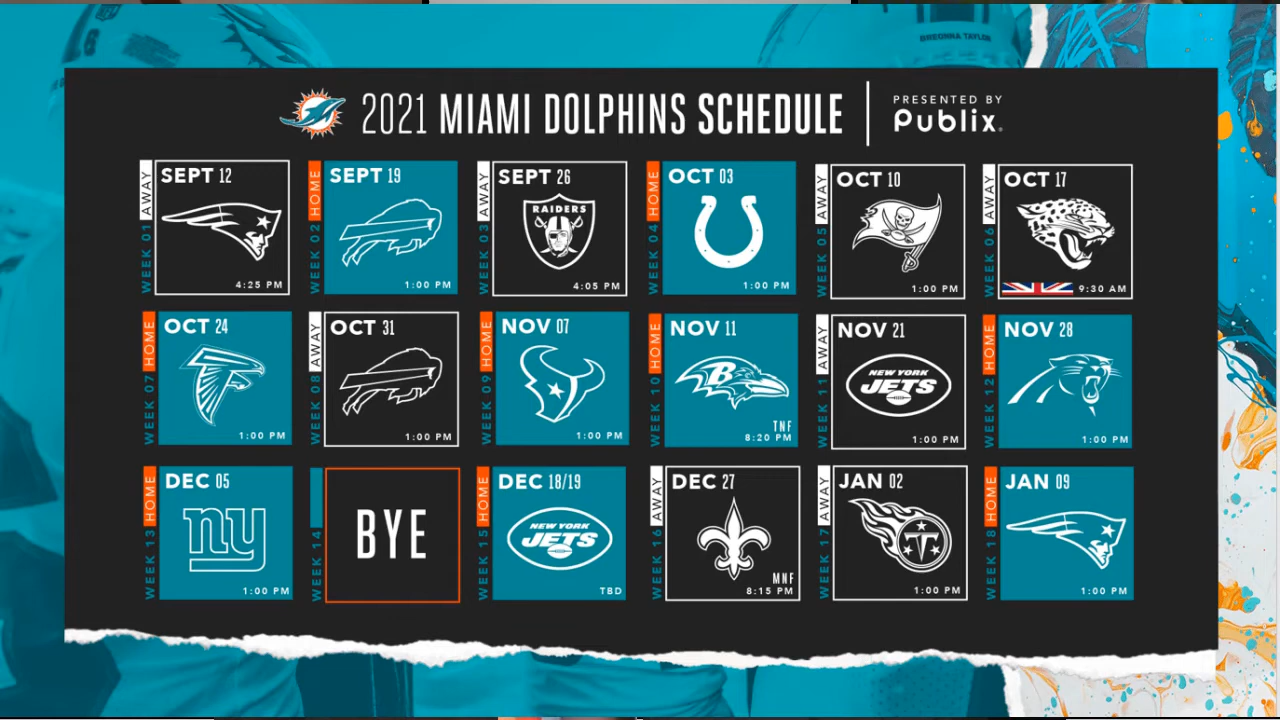 BREONNA TAYLOR
2021 MIAMI DOLPHINS SCHEDULE
PRESENTED BY
Publix.
WEEK 01 AWAY
SEPT 12
4:25 PM
WEEK 02 HOME
SEPT 19
1:00 PM
WEEK 03 AWAY
SEPT 26
RAIDERS
4:05 PM
WEEK 04 HOME
OCT 03
1:00 PM
WEEK 05 AWAY
OCT 10
1:00 PM
WEEK 06 AWAY
OCT 17
9:30 AM
WEEK 07 HOME
OCT 24
1:00 PM
WEEK 08 AWAY
OCT 31
1:00 PM
WEEK 09 HOME
NOV 07
1:00 PM
WEEK 10 HOME
NOV 11
B
TNF
8:20 PM
WEEK 11 AWAY
NOV 21
NEW YORK
JETS
1:00 PM
WEEK 12 HOME
NOV 28
1:00 PM
WEEK 13 HOME
DEC 05
ny
1:00 PM
WEEK 14
BYE
WEEK 15 HOME
DEC 18/19
NEW YORK
JETS
TBD
WEEK 16 AWAY
DEC 27
MNF
8:15 PM
WEEK 17 AWAY
JAN 02
T
1:00 PM
WEEK 18 HOME
JAN 09
1:00 PM